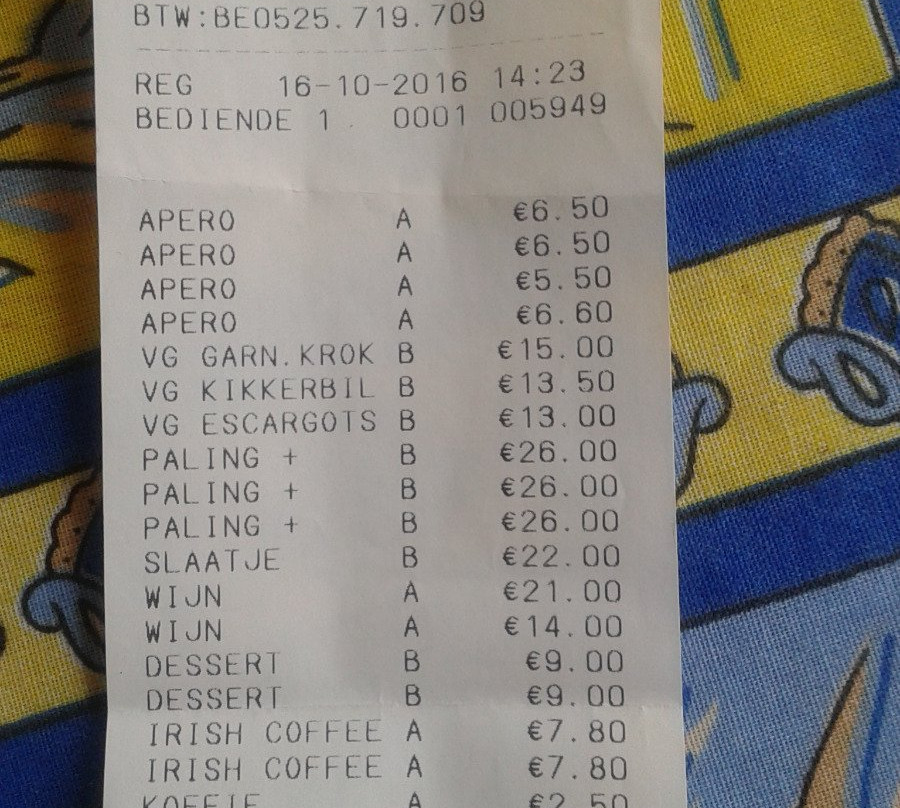 BTW:BE0525.719.709
REG 16-10-2016 14:23
BEDIENDE 1 0001 005949
APERO A €6.50
APERO A €6.50
APERO A €5.50
APERO A €6.60
VG GARN.KROK B €15.00
VG KIKKERBIL B €13.50
VG ESCARGOTS B €13.00
PALING + B €26.00
PALING + B €26.00
PALING + B €26.00
SLAATJE B €22.00
WIJN A €21.00
WIJN A €14.00
DESSERT B €9.00
DESSERT B €9.00
IRISH COFFEE A €7.80
IRISH COFFEE A €7.80
KOFFIE A €2.50